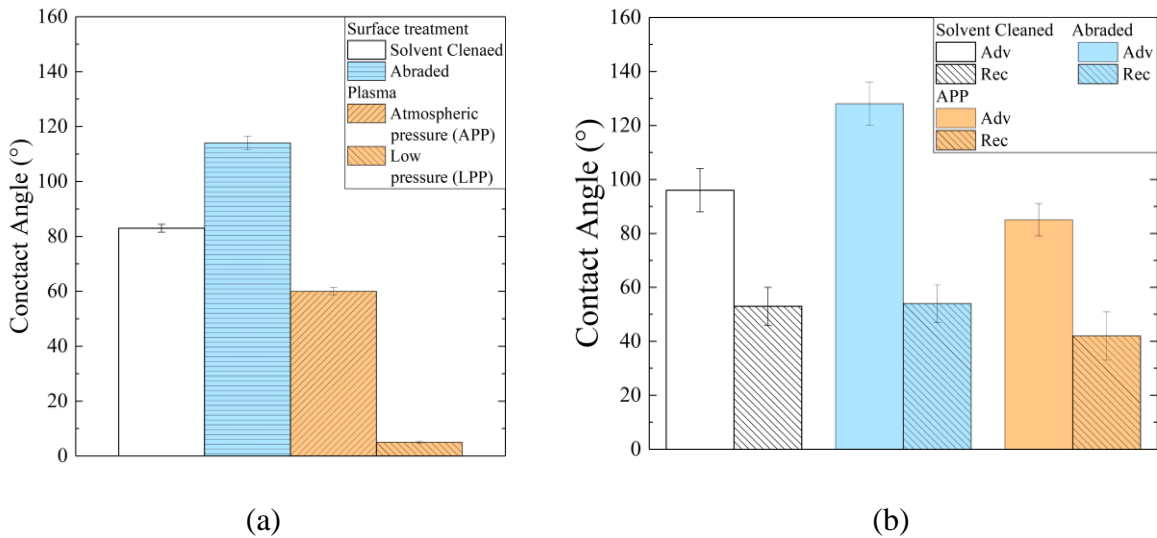 160
140
120
100
80
60
40
20
0
Conctact Angle (°)
Surface treatment
Solvent Clenaed
Abraded
Plasma
Atmospheric
pressure (APP)
Low
pressure (LPP)
(a)
160
140
120
100
80
60
40
20
0
Contact Angle (°)
Solvent Cleaned Abraded
Adv Adv
Rec Rec
APP
Adv
Rec
(b)